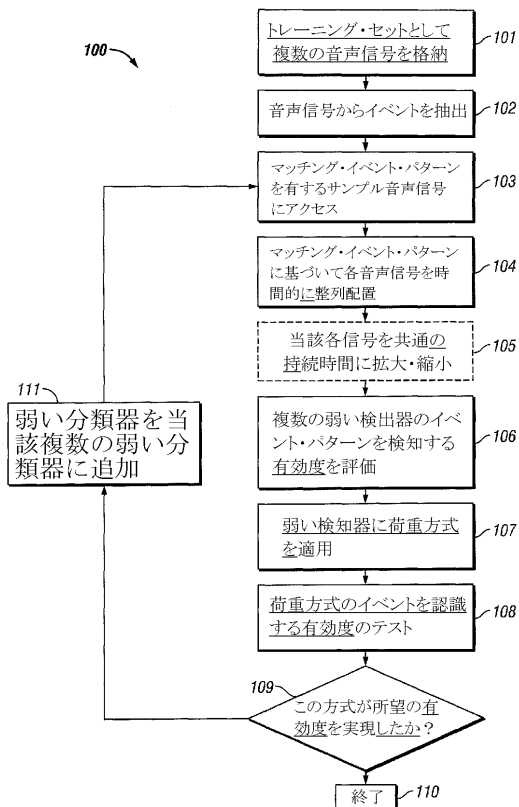 100
トレーニング・セットとして
複数の音声信号を格納
101
音声信号からイベントを抽出
102
マッチング・イベント・パターン
を有するサンプル音声信号
にアクセス
103
マッチング・イベント・パターン
に基づいて各音声信号を時
間的に整列配置
104
当該各信号を共通の
持続時間に拡大・縮小
105
複数の弱い検出器のイベ
ント・パターンを検知する
有効度を評価
106
弱い検知器に荷重方式
を適用
107
荷重方式のイベントを認識
する有効度のテスト
108
109
この方式が所望の有
効度を実現したか?
終了
110
111
弱い分類器を当
該複数の弱い分
類器に追加